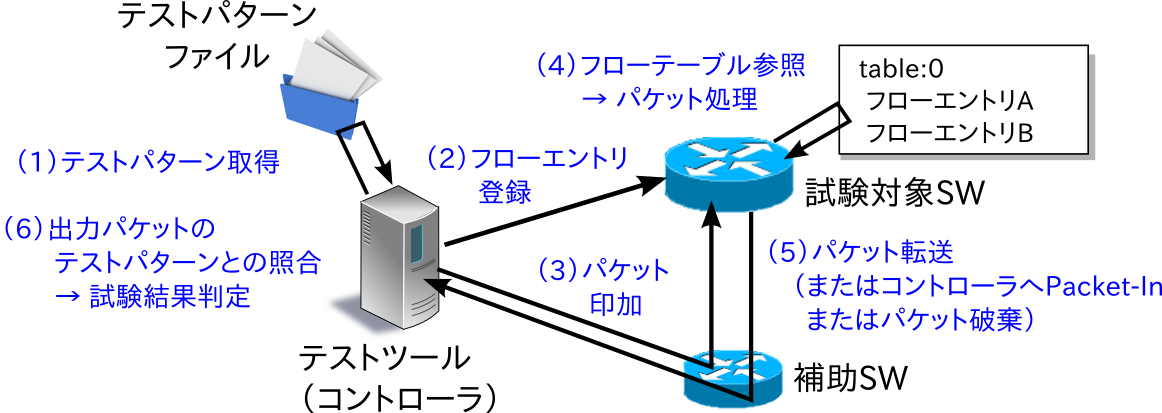 テストパターン
ファイル
（1）テストパターン取得
（2）フローエントリ
登録
（3）パケット
印加
（4）フローテーブル参照
→ パケット処理
table:0
フローエントリA
フローエントリB
試験対象SW
（5）パケット転送
（またはコントローラへPacket-In
またはパケット破棄）
（6）出力パケットの
テストパターンとの照合
→ 試験結果判定
テストツール
（コントローラ）
補助SW